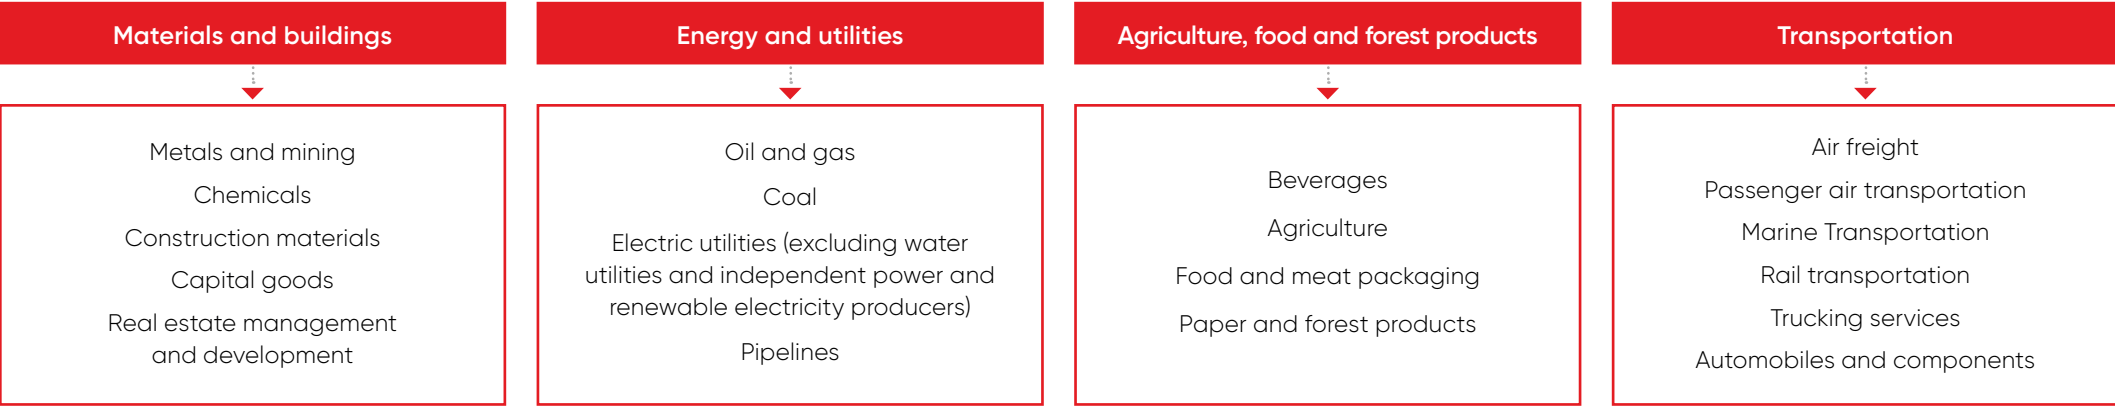 Materials and buildings
Metals and mining
Chemicals
Construction materials
Capital goods
Real estate management
and development
Energy and utilities
Oil and gas
Coal
Electric utilities (excluding water
utilities and independent power and
renewable electricity producers)
Pipelines
Agriculture, food and forest products
Beverages
Agriculture
Food and meat packaging
Paper and forest products
Transportation
Air freight
Passenger air transportation
Marine Transportation
Rail transportation
Trucking services
Automobiles and components